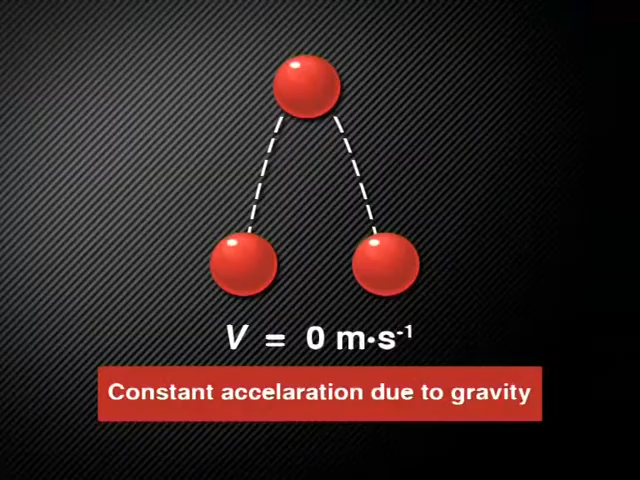 V = 0 m·s⁻¹
Constant accelaration due to gravity